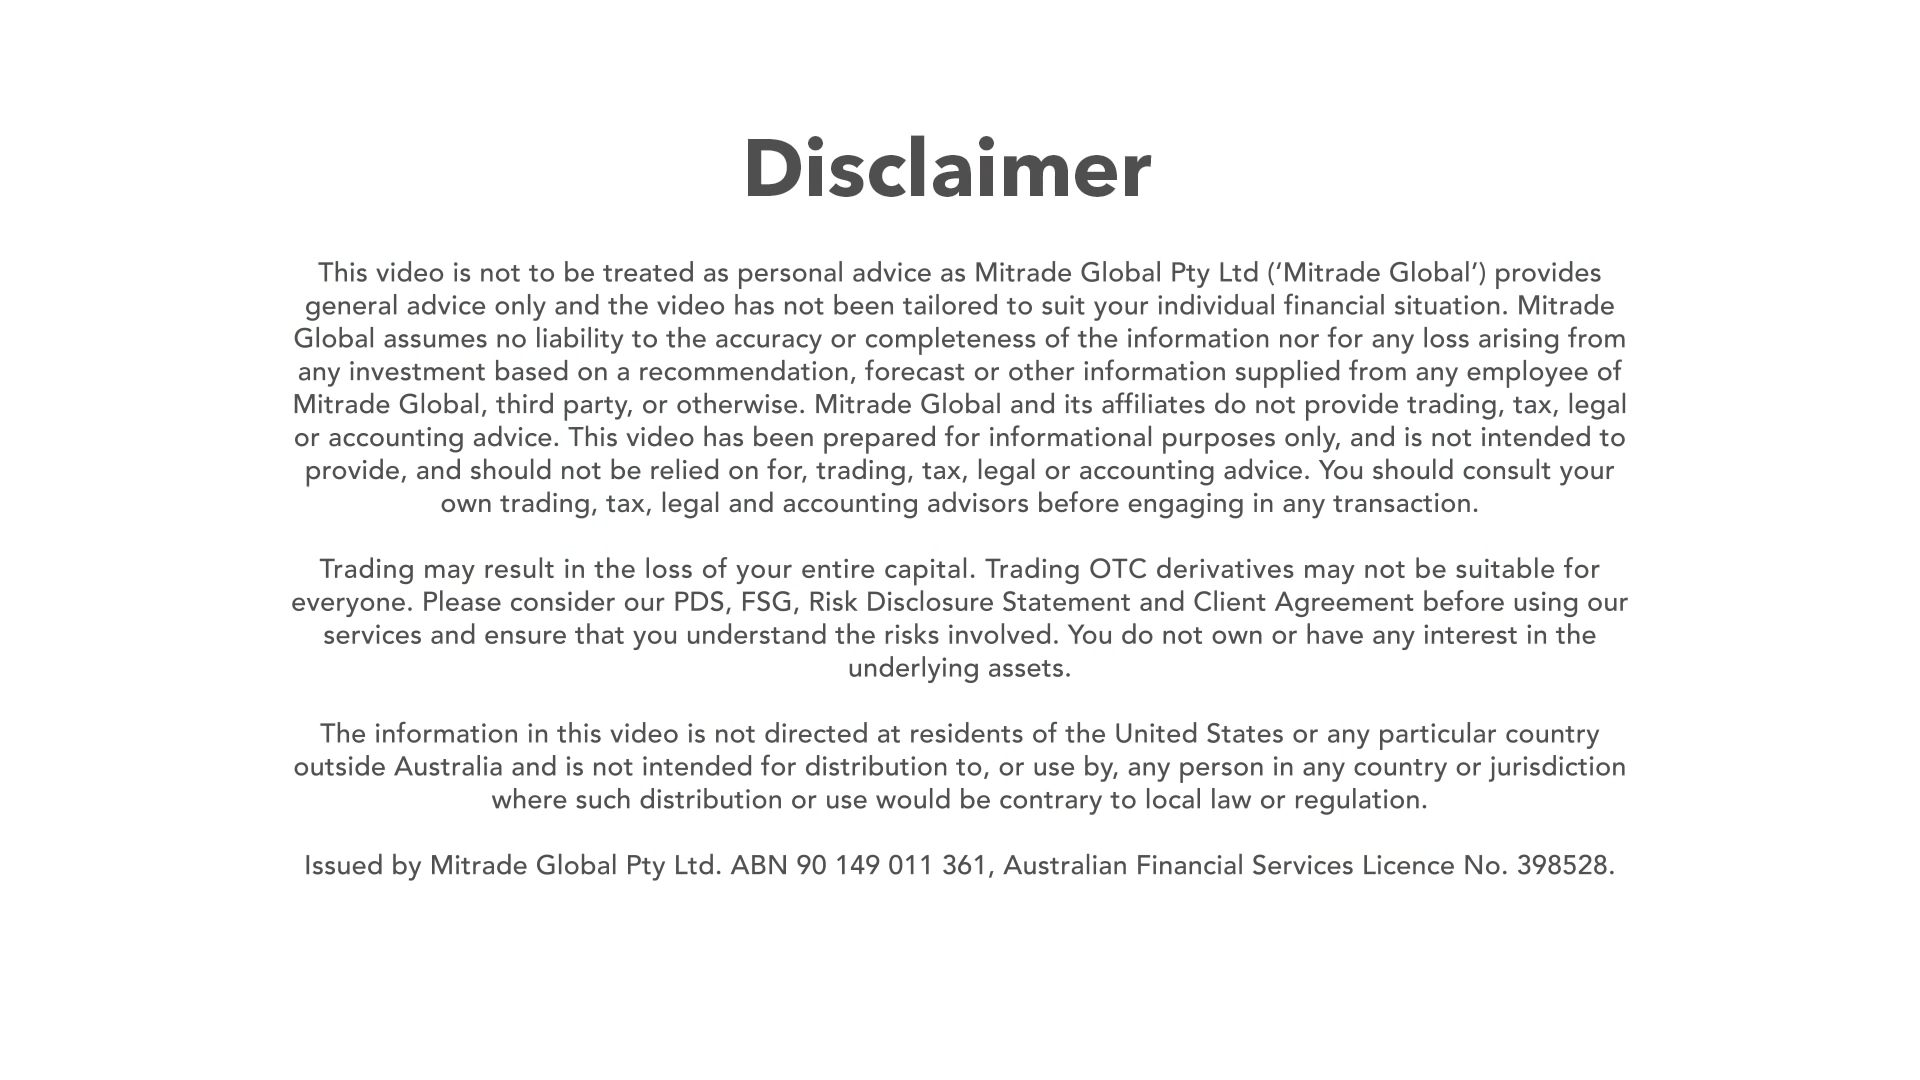 Disclaimer
This video is not to be treated as personal advice as Mitrade Global Pty Ltd (‘Mitrade Global’) provides
general advice only and the video has not been tailored to suit your individual financial situation. Mitrade
Global assumes no liability to the accuracy or completeness of the information nor for any loss arising from
any investment based on a recommendation, forecast or other information supplied from any employee of
Mitrade Global, third party, or otherwise. Mitrade Global and its affiliates do not provide trading, tax, legal
or accounting advice. This video has been prepared for informational purposes only, and is not intended to
provide, and should not be relied on for, trading, tax, legal or accounting advice. You should consult your
own trading, tax, legal and accounting advisors before engaging in any transaction.
Trading may result in the loss of your entire capital. Trading OTC derivatives may not be suitable for
everyone. Please consider our PDS, FSG, Risk Disclosure Statement and Client Agreement before using our
services and ensure that you understand the risks involved. You do not own or have any interest in the
underlying assets.
The information in this video is not directed at residents of the United States or any particular country
outside Australia and is not intended for distribution to, or use by, any person in any country or jurisdiction
where such distribution or use would be contrary to local law or regulation.
Issued by Mitrade Global Pty Ltd. ABN 90 149 011 361, Australian Financial Services Licence No. 398528.